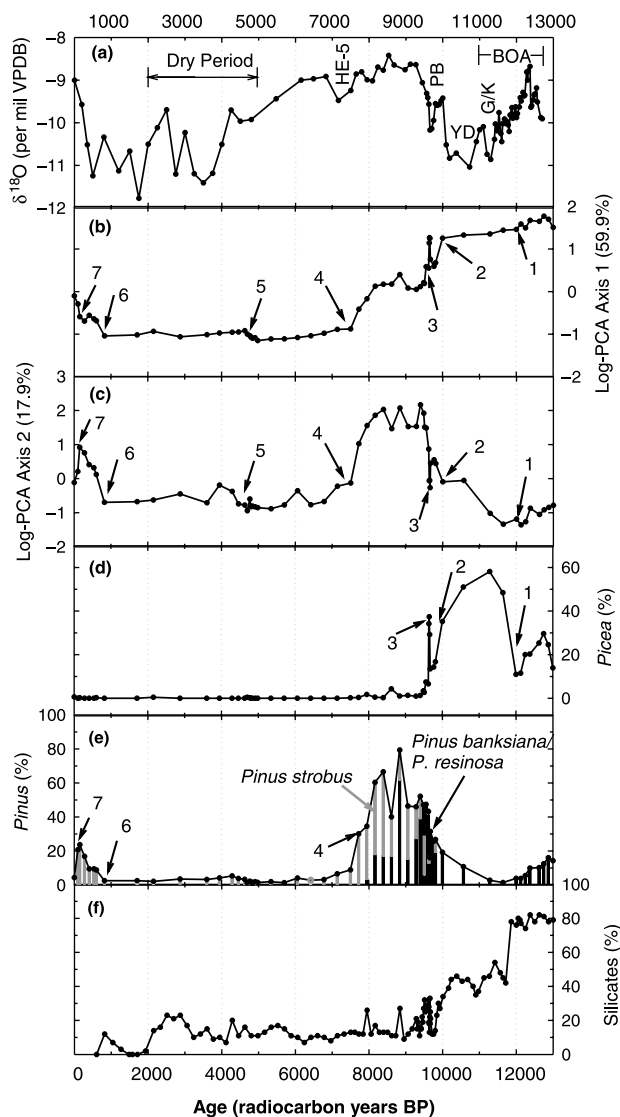 1000 3000 5000 7000 9000 11000 13000
(a)
Dry Period
HE-5
PB
YD
G/K
BOA
δ18O (per mil VPDB)
−8
−9
−10
−11
−12
(b)
7
6
5
4
3
2
1
Log-PCA Axis 1 (59.9%)
2
1
0
−1
−2
(c)
7
6
5
4
3
2
1
Log-PCA Axis 2 (17.9%)
3
2
1
0
−1
−2
(d)
3
2
1
Picea (%)
60
40
20
0
(e)
7
6
4
Pinus strobus
Pinus banksiana/
P. resinosa
Pinus (%)
100
80
60
40
20
0
(f)
Silicates (%)
100
80
60
40
20
0
0 2000 4000 6000 8000 10000 12000
Age (radiocarbon years BP)